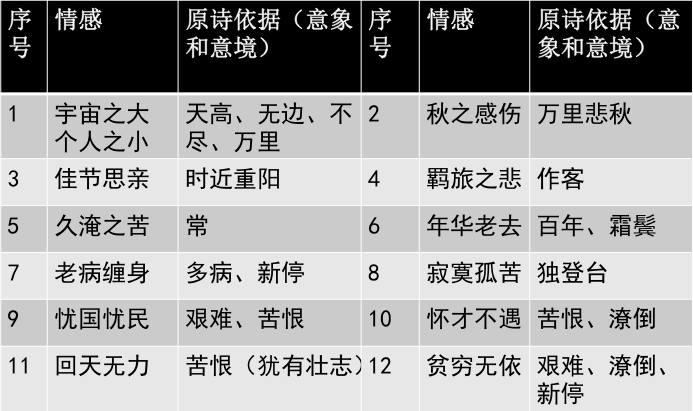 序号 情感 原诗依据（意象和意境） 序号 情感 原诗依据（意象和意境）
1 宇宙之大个人之小 天高、无边、不尽、万里 2 秋之感伤 万里悲秋
3 佳节思亲 时近重阳 4 羁旅之悲 作客
5 久淹之苦 常 6 年华老去 百年、霜鬓
7 老病缠身 多病、新停 8 寂寞孤苦 独登台
9 忧国忧民 艰难、苦恨 10 怀才不遇 苦恨、潦倒
11 回天无力 苦恨（犹有壮志） 12 贫穷无依 艰难、潦倒、新停